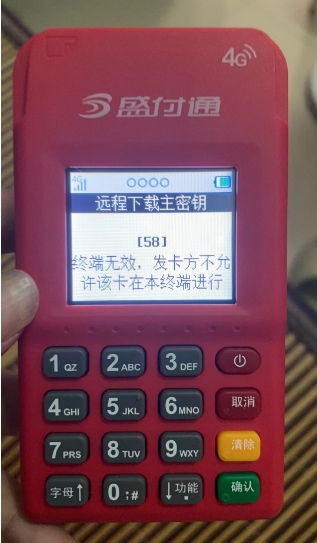 4G
盛付通
4G
远程下载主密钥
[58]
终端无效，发卡方不允
许该卡在本终端进行
1 QZ 2 ABC 3 DEF
4 GHI 5 JKL 6 MNO 取消
7 PRS 8 TUV 9 WXY 清除
字母↑ 0 :# ↓功能 确认